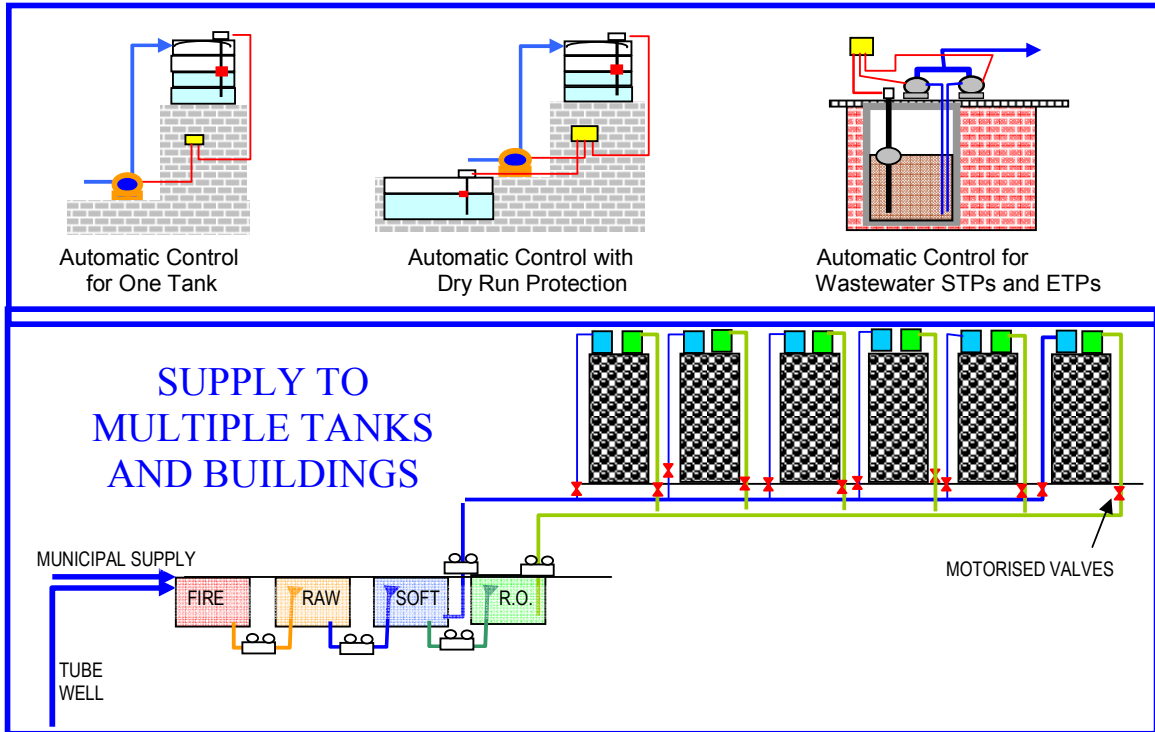 Automatic Control
for One Tank
Automatic Control with
Dry Run Protection
Automatic Control for
Wastewater STPs and ETPs
SUPPLY TO
MULTIPLE TANKS
AND BUILDINGS
MUNICIPAL SUPPLY
FIRE
RAW
SOFT
R.O.
MOTORISED VALVES
TUBE
WELL